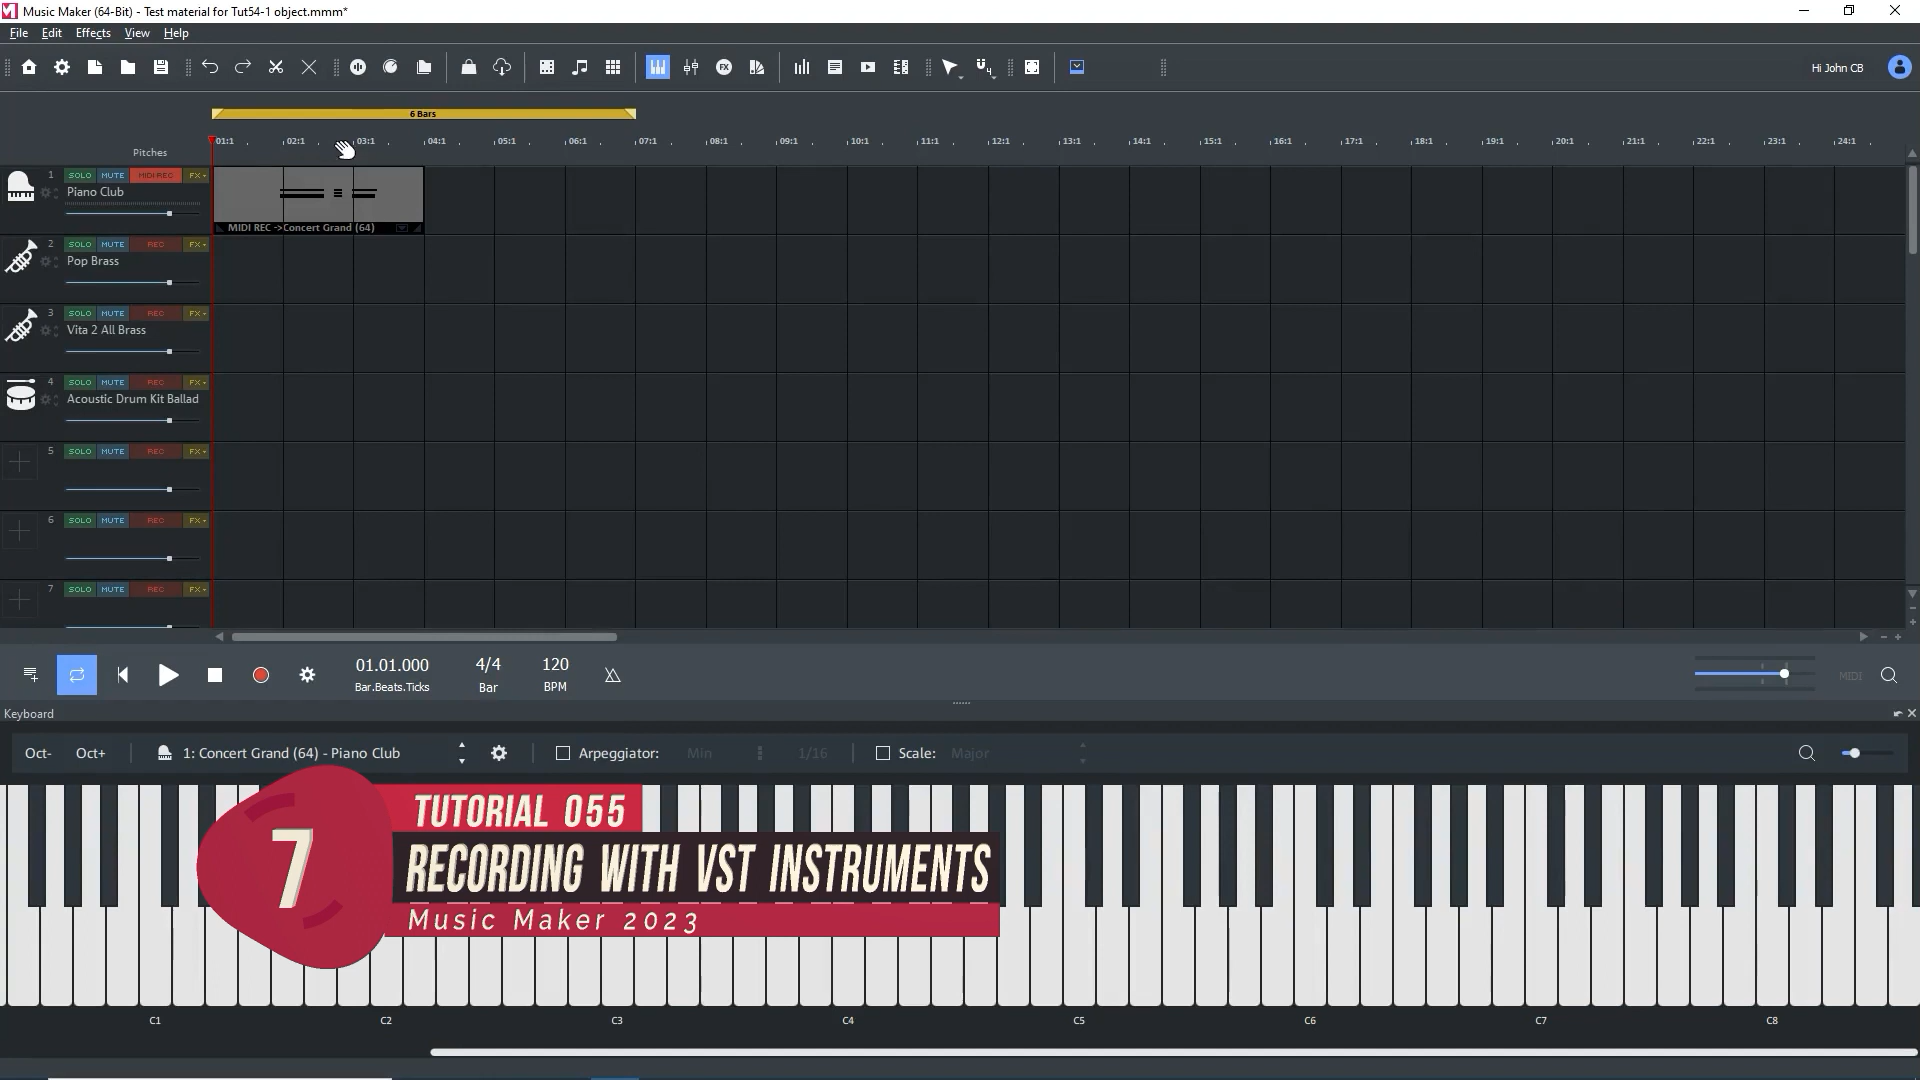 Music Maker (64-Bit) - Test material for Tut54-1 object.mmm*
File Edit Effects View Help
FX
Hi John CB
6 Bars
01:1 02:1 03:1 04:1 05:1 06:1 07:1 08:1 09:1 10:1 11:1 12:1 13:1 14:1 15:1 16:1 17:1 18:1 19:1 20:1 21:1 22:1 23:1 24:1
Pitches
1 SOLO MUTE MIDI REC FX
Piano Club
MIDI REC ->Concert Grand (64)
2 SOLO MUTE REC FX
Pop Brass
3 SOLO MUTE REC FX
Vita 2 All Brass
4 SOLO MUTE REC FX
Acoustic Drum Kit Ballad
5 SOLO MUTE REC FX
6 SOLO MUTE REC FX
7 SOLO MUTE REC FX
01.01.000 4/4 120
Bar.Beats.Ticks Bar BPM
MIDI
Keyboard
Oct- Oct+ 1: Concert Grand (64) - Piano Club Arpeggiator: Min 1/16 Scale: Major
TUTORIAL 055
7
RECORDING WITH VST INSTRUMENTS
Music Maker 2023
C1 C2 C3 C4 C5 C6 C7 C8